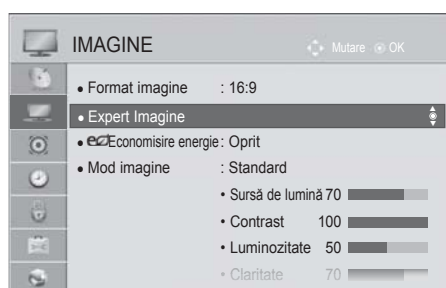 IMAGINE Mutare OK
• Format imagine : 16:9
• Expert Imagine
• eco Economisire energie : Oprit
• Mod imagine : Standard
• Sursă de lumină 70
• Contrast 100
• Luminozitate 50
• Claritate 70